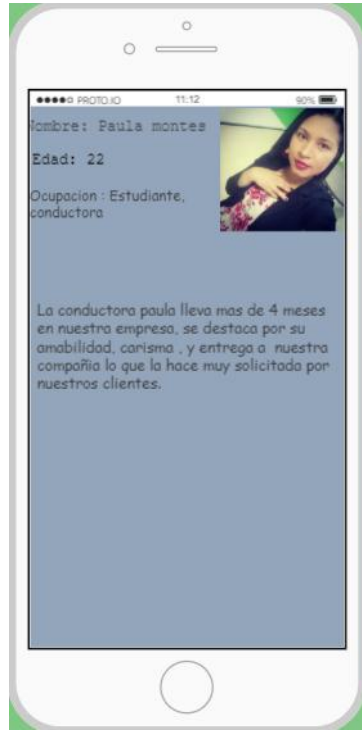 PROTO.IO 11:12 90%
Nombre: Paula montes
Edad: 22
Ocupacion : Estudiante,
conductora
La conductora paula lleva mas de 4 meses
en nuestra empresa, se destaca por su
amabilidad, carisma , y entrega a nuestra
compañia lo que la hace muy solicitada por
nuestros clientes.